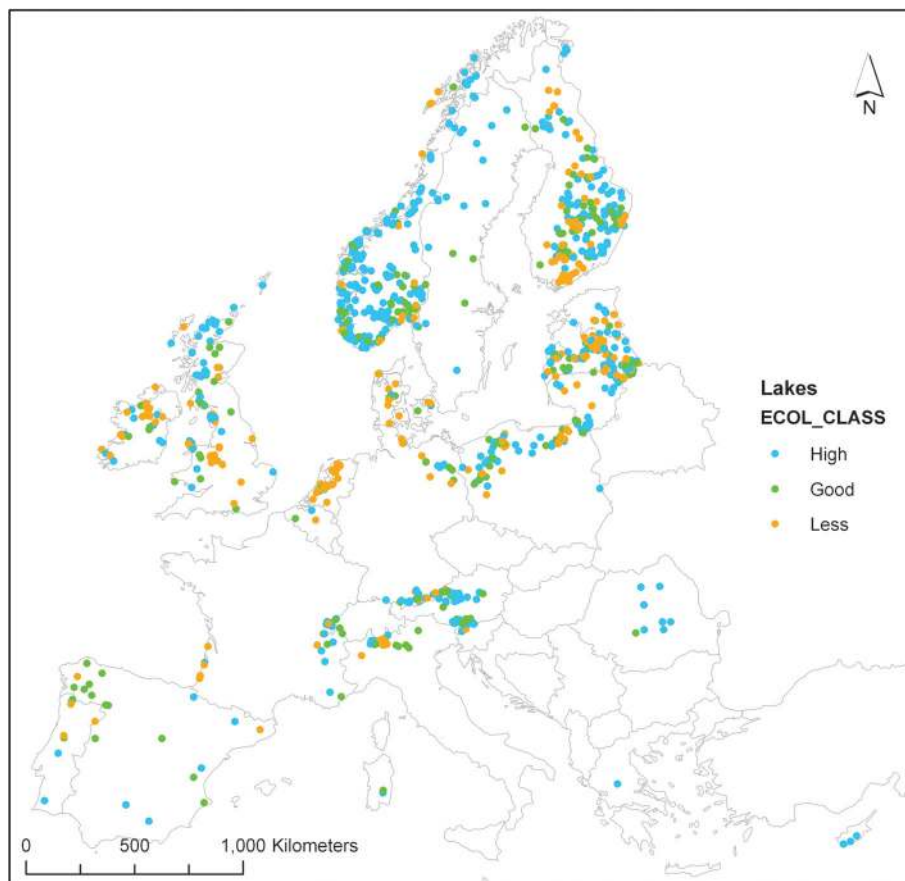 N
Lakes
ECOL_CLASS
High
Good
Less
0 500 1,000 Kilometers